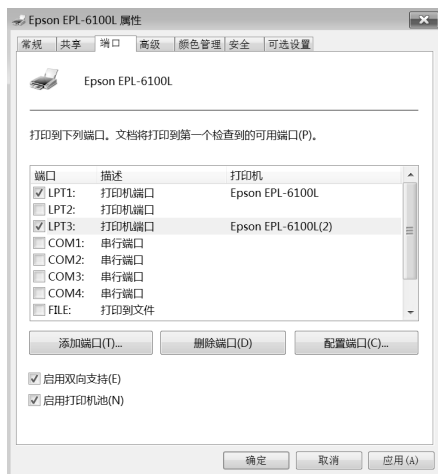 Epson EPL-6100L 属性
常规 共享 端口 高级 颜色管理 安全 可选设置
Epson EPL-6100L
打印到下列端口。文档将打印到第一个检查到的可用端口(P)。
端口 描述 打印机
LPT1: 打印机端口 Epson EPL-6100L
LPT2: 打印机端口
LPT3: 打印机端口 Epson EPL-6100L(2)
COM1: 串行端口
COM2: 串行端口
COM3: 串行端口
COM4: 串行端口
FILE: 打印到文件
添加端口(T)... 删除端口(D) 配置端口(C)...
启用双向支持(E)
启用打印机池(N)
确定 取消 应用(A)